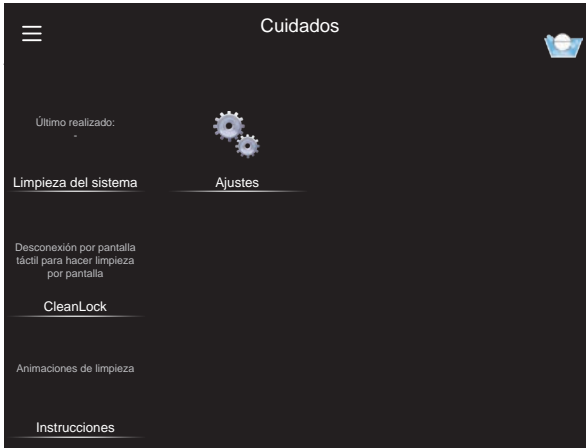 Cuidados
Último realizado:
-
Limpieza del sistema
Ajustes
Desconexión por pantalla
táctil para hacer limpieza
por pantalla
CleanLock
Animaciones de limpieza
Instrucciones